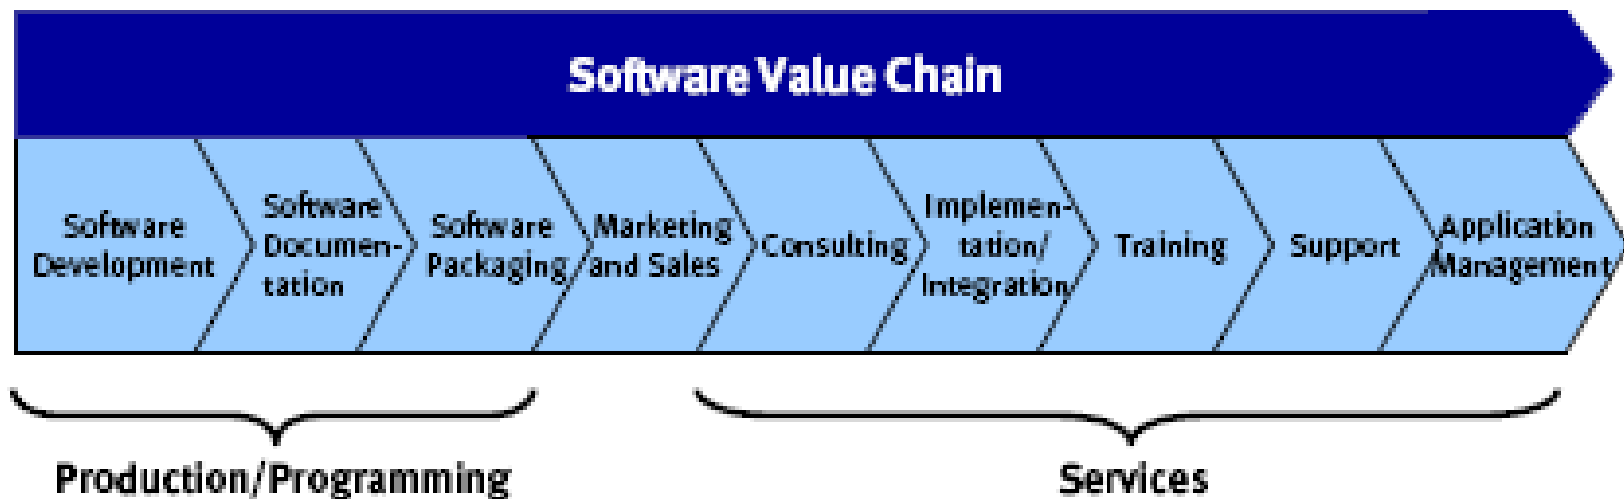 Software Value Chain
Software
Development
Software
Documen-
tation
Software
Packaging
Marketing
and Sales
Consulting
Implemen-
tation/
Integration
Training
Support
Application
Management
Production/Programming
Services